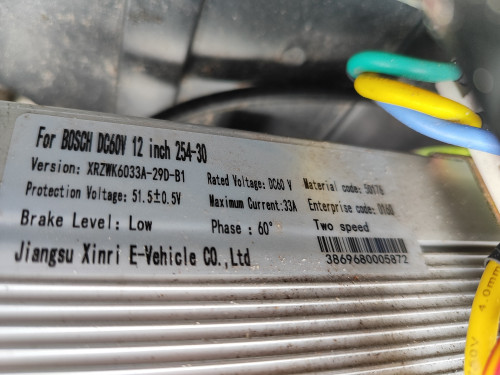 For BOSCH DC60V 12 inch 254-30
Version: XRZWK6033A-29D-B1
Rated Voltage: DC60 V
Material code:
Protection Voltage: 51.5±0.5V
Maximum Current:33A
Enterprise code:
Brake Level: Low
Phase : 60°
Two speed
Jiangsu Xinri E-Vehicle CO.,Ltd
3869680005872
4.0mm